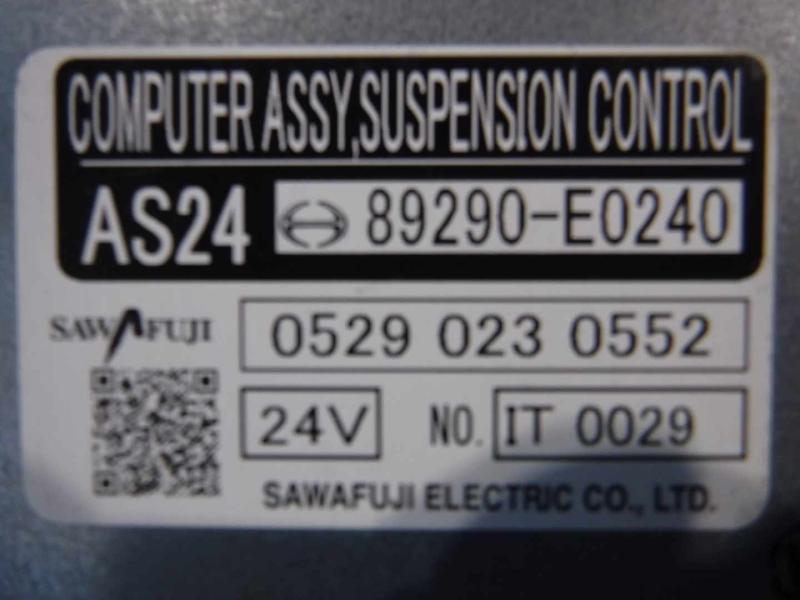 COMPUTER ASSY,SUSPENSION CONTROL
AS24 89290-E0240
SAWAFUJI 0529 023 0552
24V NO. IT 0029
SAWAFUJI ELECTRIC CO., LTD.